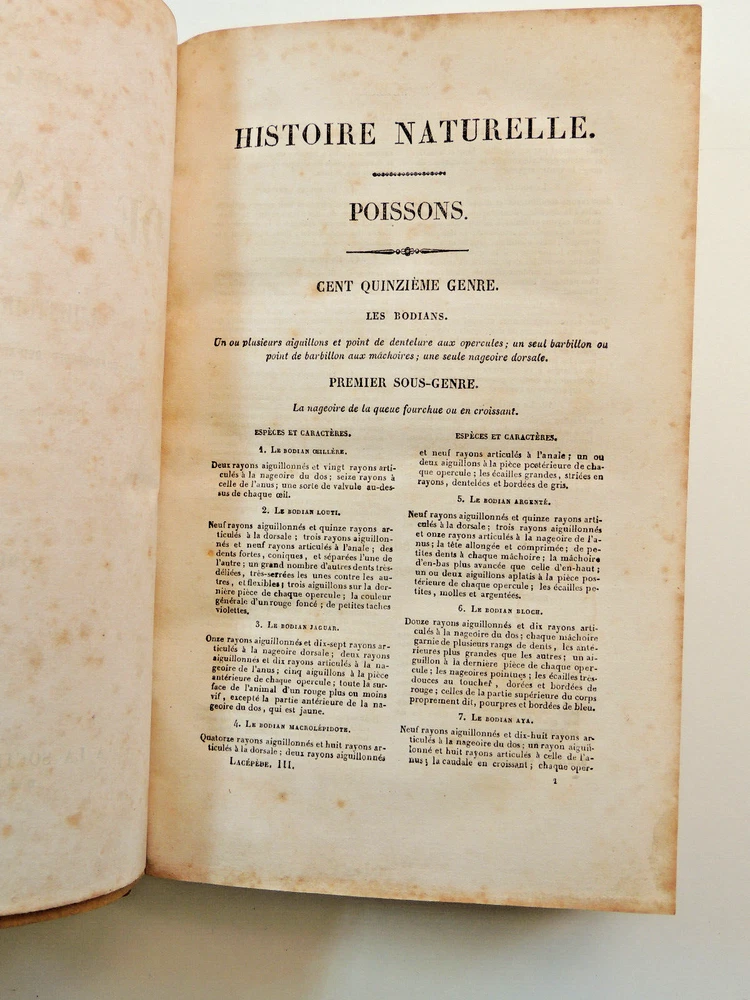 HISTOIRE NATURELLE.
POISSONS.
CENT QUINZIÈME GENRE.
LES BODIANS.
Un ou plusieurs aiguillons et point de dentelure aux opercules; un seul barbillon ou
point de barbillon aux mâchoires; une seule nageoire dorsale.
PREMIER SOUS-GENRE.
La nageoire de la queue fourchue ou en croissant.
ESPÈCES ET CARACTÈRES.
1. LE BODIAN ŒILLÈRE.
Deux rayons aiguillonnés et vingt rayons arti-
culés à la nageoire du dos; seize rayons à
celle de l'anus; une sorte de valvule au-des-
sus de chaque œil.
2. LE BODIAN LOUTI.
Neuf rayons aiguillonnés et quinze rayons ar-
ticulés à la dorsale; trois rayons aiguillon-
nés et neuf rayons articulés à l'anale; des
dents fortes, coniques, et séparées l'une de
l'autre; un grand nombre d'autres dents très-
déliées, très-serrées les unes contre les au-
tres, et flexibles; trois aiguillons sur la der-
nière pièce de chaque opercule; la couleur
générale d'un rouge foncé; de petites taches
violettes.
3. LE BODIAN JAGUAR.
Onze rayons aiguillonnés et dix-sept rayons ar-
ticulés à la nageoire dorsale; deux rayons
aiguillonnés et dix rayons articulés à la na-
geoire de l'anus; cinq aiguillons à la pièce
antérieure de chaque opercule; toute la sur-
face de l'animal d'un rouge plus ou moins
vif, excepté la partie antérieure de la na-
geoire du dos, qui est jaune.
4. LE BODIAN MACROLÉPIDOTE.
Quatorze rayons aiguillonnés et huit rayons ar-
ticulés à la dorsale; deux rayons aiguillonnés
LACÉPÈDE, III.
ESPÈCES ET CARACTÈRES.
et neuf rayons articulés à l'anale; un ou
deux aiguillons à la pièce postérieure de cha-
que opercule; les écailles grandes, striées en
rayons, dentelées et bordées de gris.
5. LE BODIAN ARGENTÉ.
Neuf rayons aiguillonnés et quinze rayons arti-
culés à la dorsale; trois rayons aiguillonnés
et onze rayons articulés à la nageoire de l'a-
nus; la tête allongée et comprimée; de pe-
tites dents à chaque mâchoire; la mâchoire
d'en-bas plus avancée que celle d'en-haut;
un ou deux aiguillons aplatis à la pièce pos-
térieure de chaque opercule; les écailles pe-
tites, molles et argentées.
6. LE BODIAN BLOCH.
Douze rayons aiguillonnés et dix rayons arti-
culés à la nageoire du dos; chaque mâchoire
garnie de plusieurs rangs de dents, les anté-
rieures plus grandes que les autres; un ai-
guillon à la dernière pièce de chaque oper-
cule; les nageoires pointues; les écailles très-
douces au toucher, dorées et bordées de
rouge; celles de la partie supérieure du corps
proprement dit, pourpres et bordées de bleu.
7. LE BODIAN AYA.
Neuf rayons aiguillonnés et dix-huit rayons ar-
ticulés à la nageoire du dos; un rayon aiguil-
lonné et huit rayons articulés à celle de l'a-
nus; la caudale en croissant; chaque oper-
1